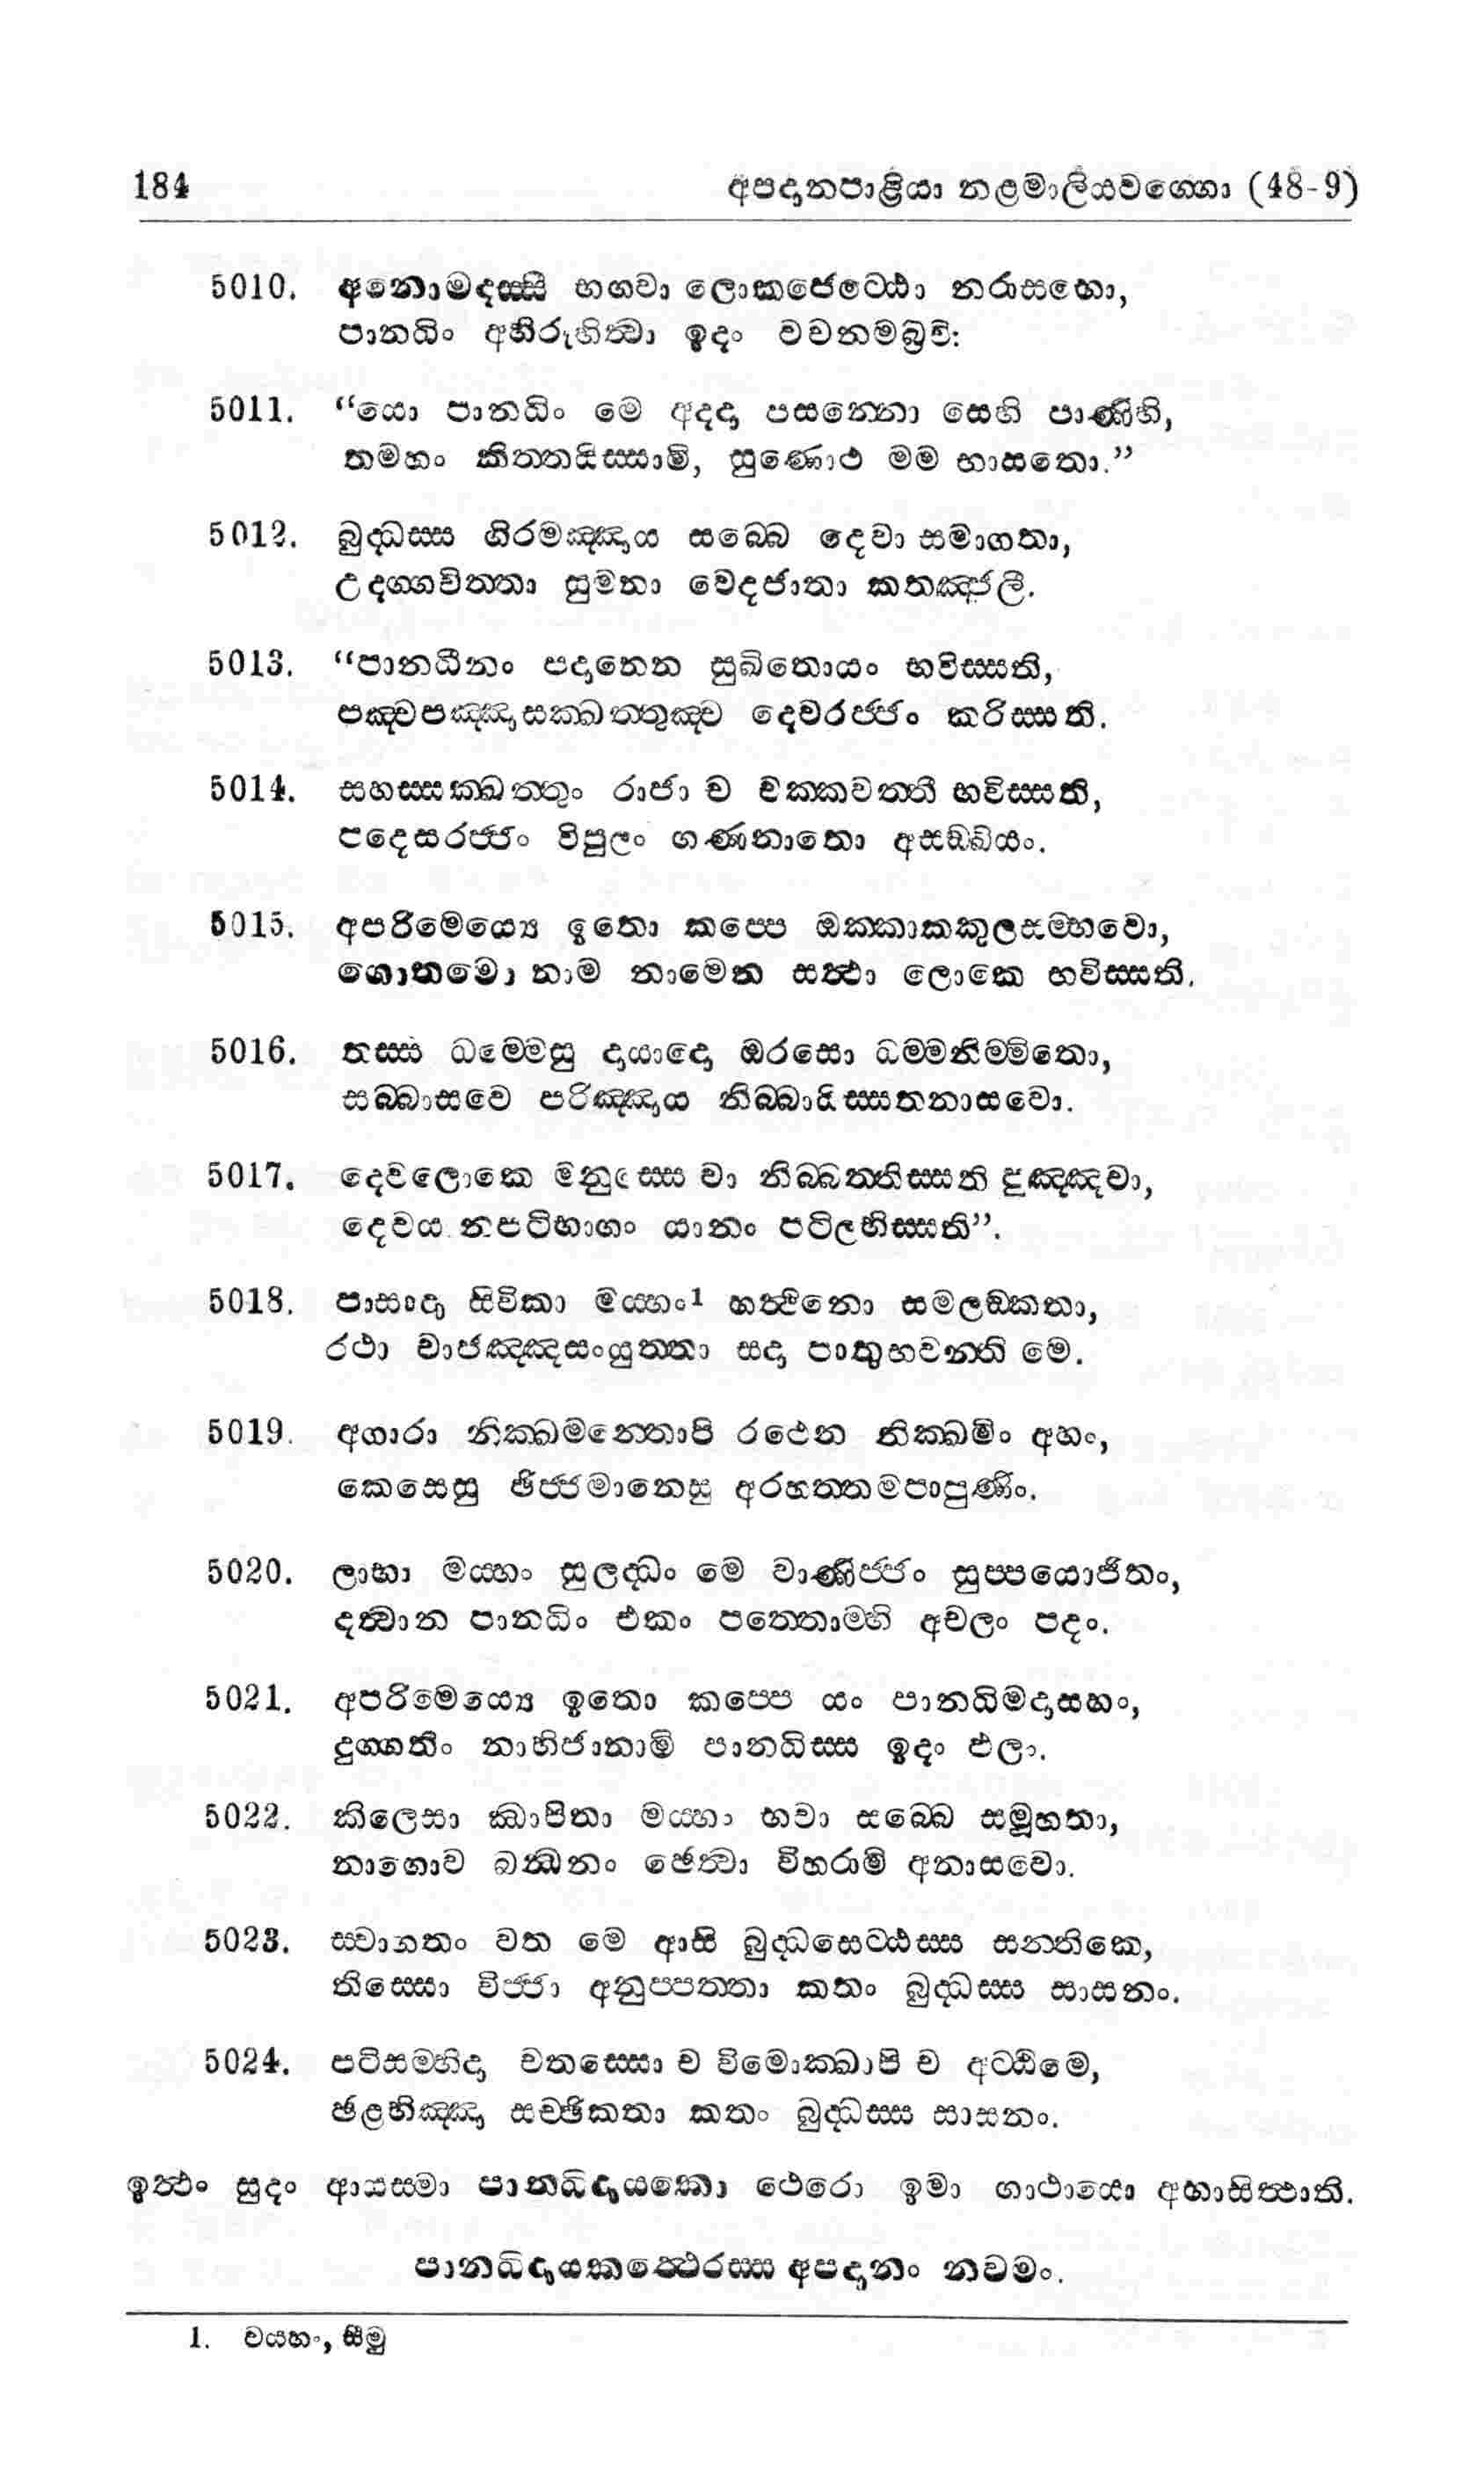 184 අපදානපාළියා නළමාලියවග්ගො (48-9)
5010. අනොමදස්සී භගවා ලොකජෙට්ඨො නරාසභො,
පානධිං අභිරූහිත්වා ඉදං වචනමබ්‍රවි:
5011. “යො පානධිං මෙ අදදා පසන්නො සෙහි පාණිහි,
තමහං කිත්තයිස්සාමි, සුණොථ මම භාසතො.”
5012. බුද්ධස්ස ගිරමඤ්ඤාය සබ්බෙ දෙවා සමාගතා,
උදග්ගචිත්තා සුමනා වෙදජාතා කතඤ්ජලී.
5013. “පානධීනං පදානෙන සුඛිතොයං භවිස්සති,
පඤ්චපඤ්ඤාසක්ඛත්තුඤ්ච දෙවරජ්ජං කරිස්සති.
5014. සහස්සක්ඛත්තුං රාජා ච චක්කවත්තී භවිස්සති,
පදෙසරජ්ජං විපුලං ගණනාතො අසඞ්ඛියං.
5015. අපරිමෙය්‍යෙ ඉතො කප්පෙ ඔක්කාකකුලසම්භවො,
ගොතමො නාම නාමෙන සත්ථා ලොකෙ භවිස්සති.
5016. තස්ස ධම්මෙසු දායාදො ඔරසො ධම්මනිම්මිතො,
සබ්බාසවෙ පරිඤ්ඤාය නිබ්බායිස්සතනාසවො.
5017. දෙවලොකෙ මනුස්සෙ වා නිබ්බත්තිස්සති පුඤ්ඤවා,
දෙවයානපටිභාගං යානං පටිලභිස්සති”.
5018. පාසාදා සිවිකා මය්හං1 හත්ථිනො සමලඞ්කතා,
රථා වාජඤ්ඤසංයුත්තා සදා පාතුභවන්ති මෙ.
5019. අගාරා නික්ඛමන්තොපි රථෙන නික්ඛමිං අහං,
කෙසෙසු ඡිජ්ජමානෙසු අරහත්තමපාපුණිං.
5020. ලාභා මය්හං සුලද්ධං මෙ වාණිජ්ජං සුප්පයොජිතං,
දත්වාන පානධිං එකං පත්තොම්හි අචලං පදං.
5021. අපරිමෙය්‍යෙ ඉතො කප්පෙ යං පානධිමදාසහං,
දුග්ගතිං නාභිජානාමි පානධිස්ස ඉදං ඵලං.
5022. කිලෙසා ඣාපිතා මය්හං භවා සබ්බෙ සමූහතා,
නාගොව බන්ධනං ඡෙත්වා විහරාමි අනාසවො.
5023. ස්වාගතං වත මෙ ආසි බුද්ධසෙට්ඨස්ස සන්තිකෙ,
තිස්සො විජ්ජා අනුප්පත්තා කතං බුද්ධස්ස සාසනං.
5024. පටිසම්භිදා චතස්සො ච විමොක්ඛාපි ච අට්ඨිමෙ,
ඡළභිඤ්ඤා සච්ඡිකතා කතං බුද්ධස්ස සාසනං.
ඉත්ථං සුදං ආයස්මා පානධිදායකො ථෙරො ඉමා ගාථායො අභාසිත්ථාති.
පානධිදායකත්ථෙරස්ස අපදානං නවමං.
1. වය්හං, සීමු